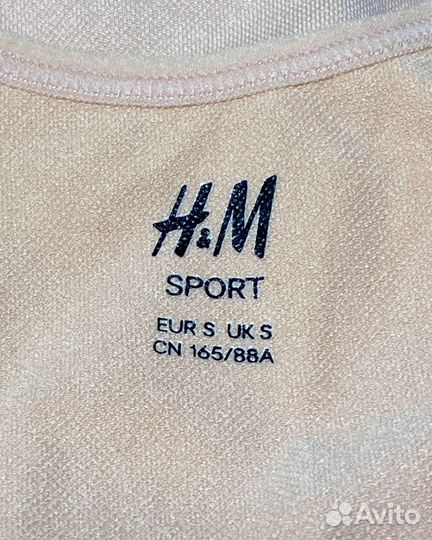 H&M
SPORT
EUR S UK S
CN 165/88A
Avito